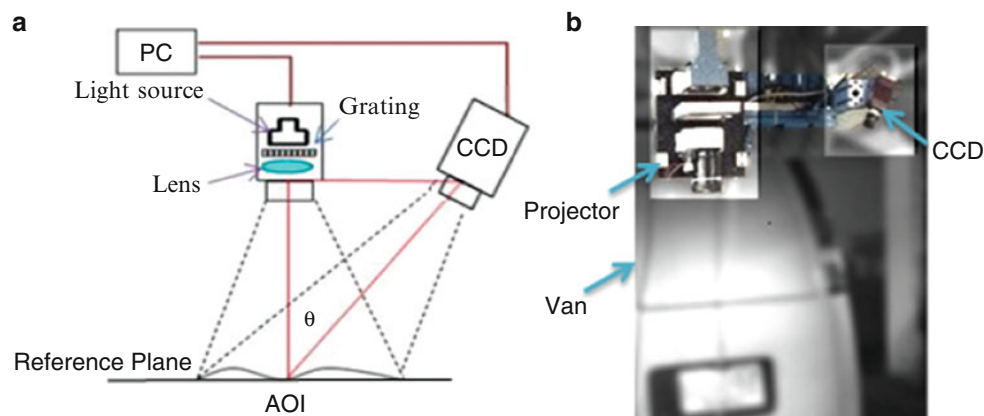 a
PC
Light source
Grating
CCD
Lens
θ
Reference Plane
AOI
b
CCD
Projector
Van